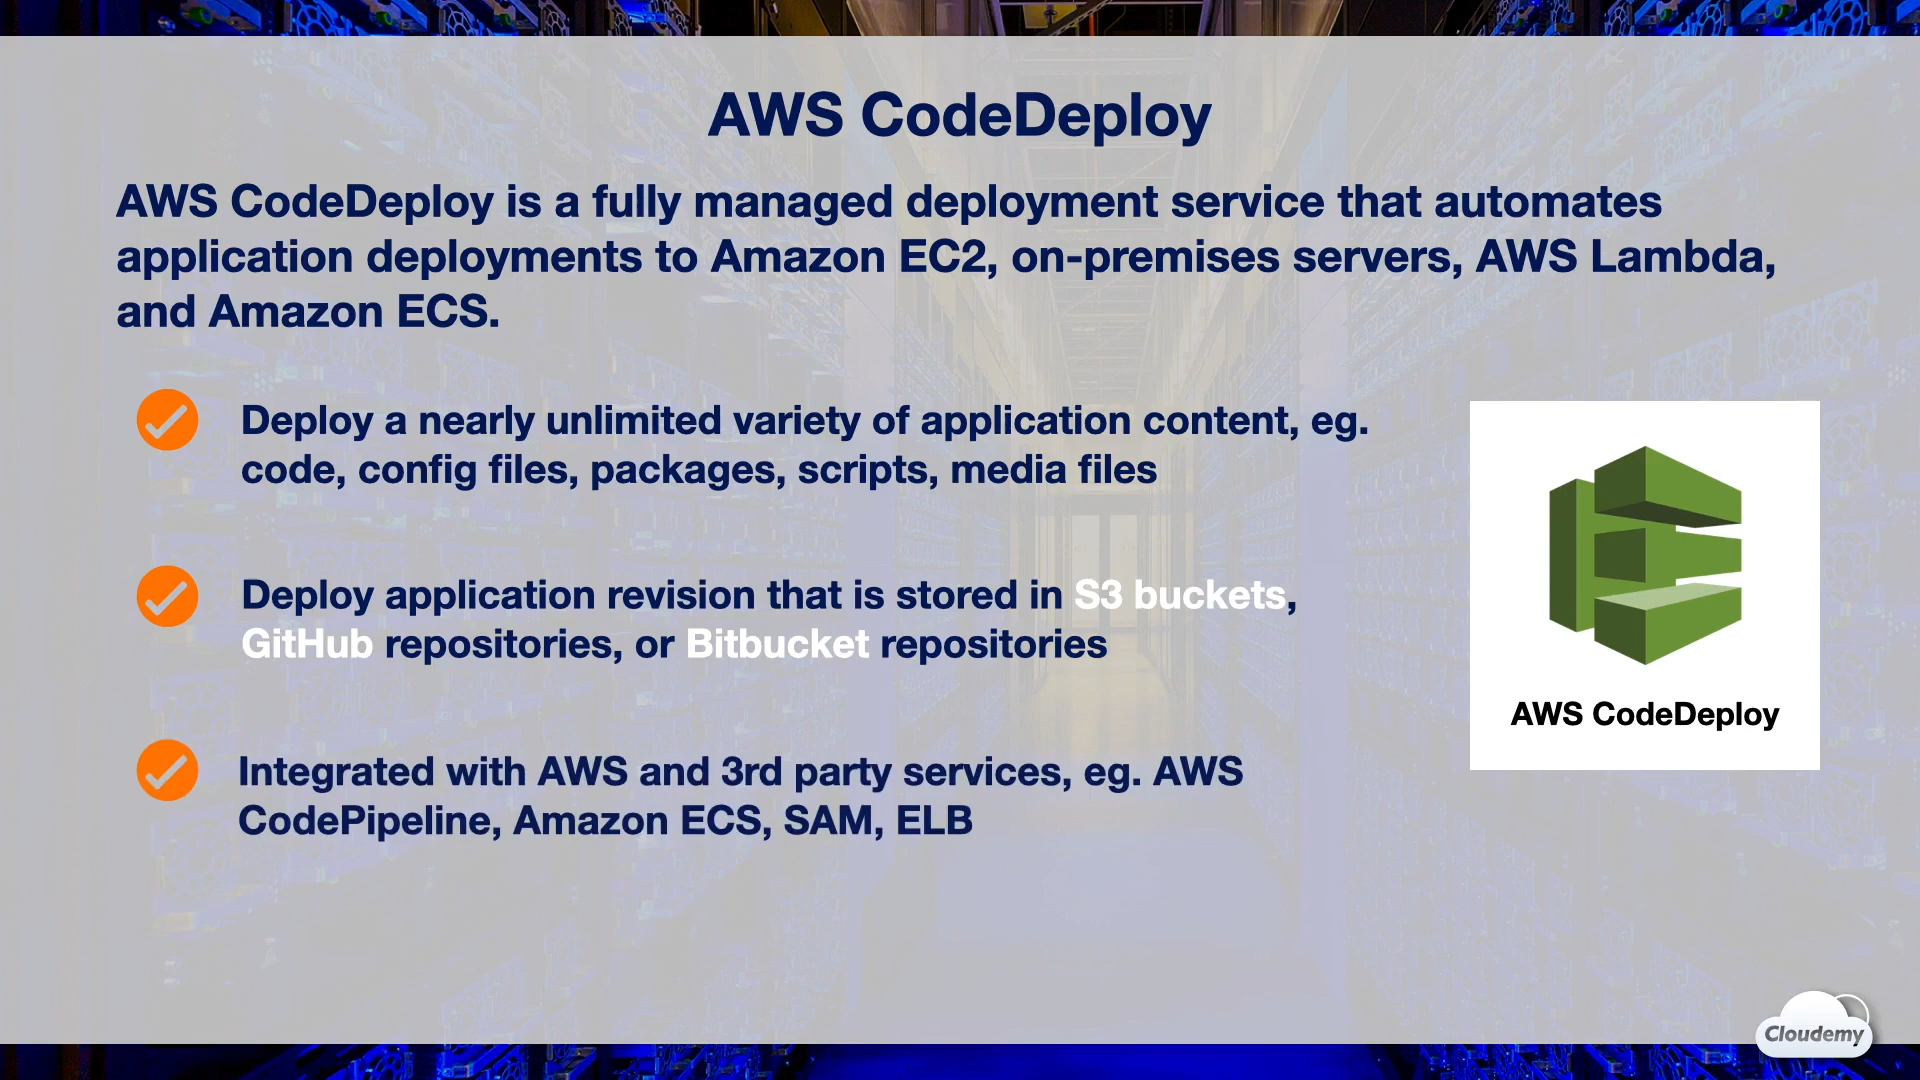 AWS CodeDeploy
AWS CodeDeploy is a fully managed deployment service that automates
application deployments to Amazon EC2, on-premises servers, AWS Lambda,
and Amazon ECS.
Deploy a nearly unlimited variety of application content, eg.
code, config files, packages, scripts, media files
Deploy application revision that is stored in S3 buckets,
GitHub repositories, or Bitbucket repositories
Integrated with AWS and 3rd party services, eg. AWS
CodePipeline, Amazon ECS, SAM, ELB
AWS CodeDeploy
Cloudemy